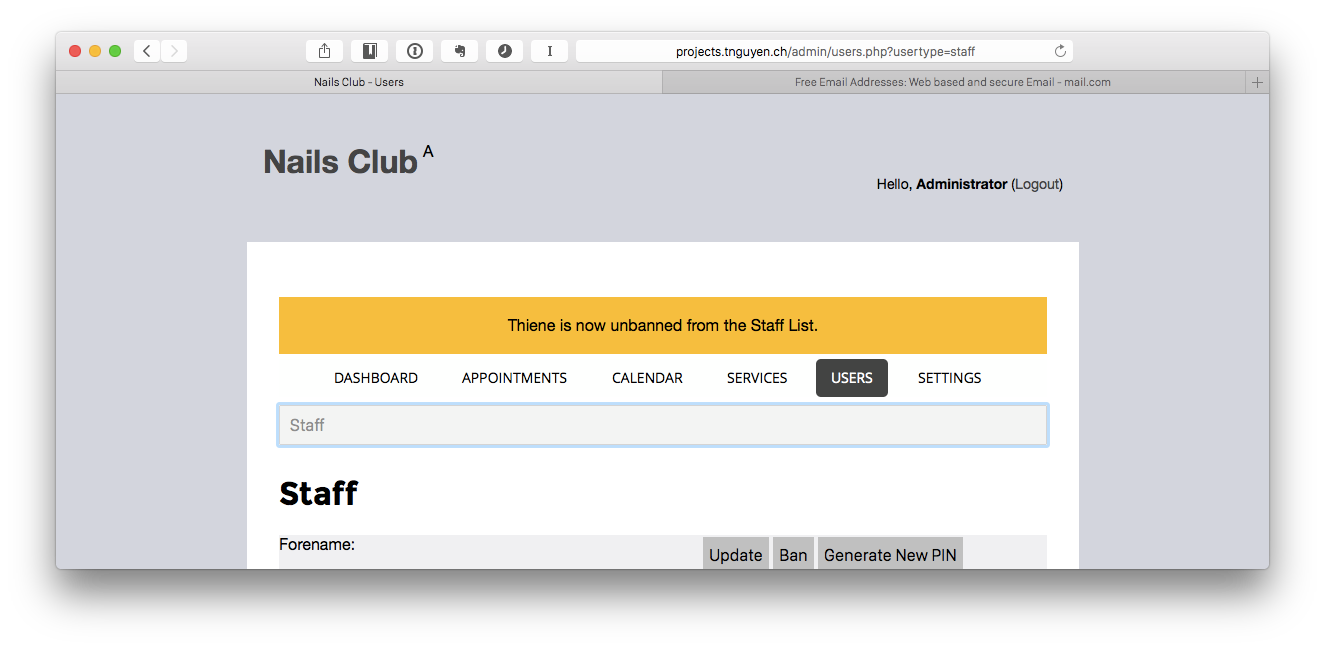 projects.tnguyen.ch/admin/users.php?usertype=staff
Nails Club - Users
Free Email Addresses: Web based and secure Email - mail.com
Nails Club A
Hello, Administrator (Logout)
Thiene is now unbanned from the Staff List.
DASHBOARD APPOINTMENTS CALENDAR SERVICES USERS SETTINGS
Staff
Staff
Forename: Update Ban Generate New PIN